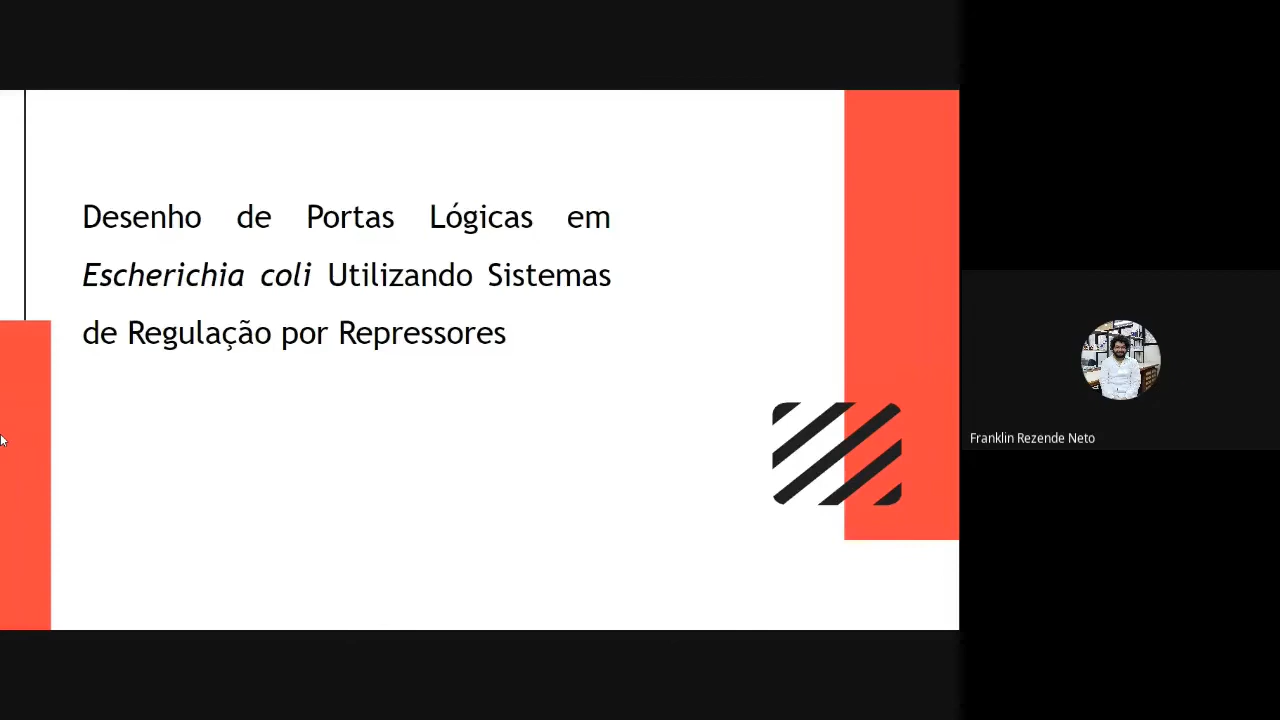 Desenho de Portas Lógicas em
Escherichia coli Utilizando Sistemas
de Regulação por Repressores
Franklin Rezende Neto